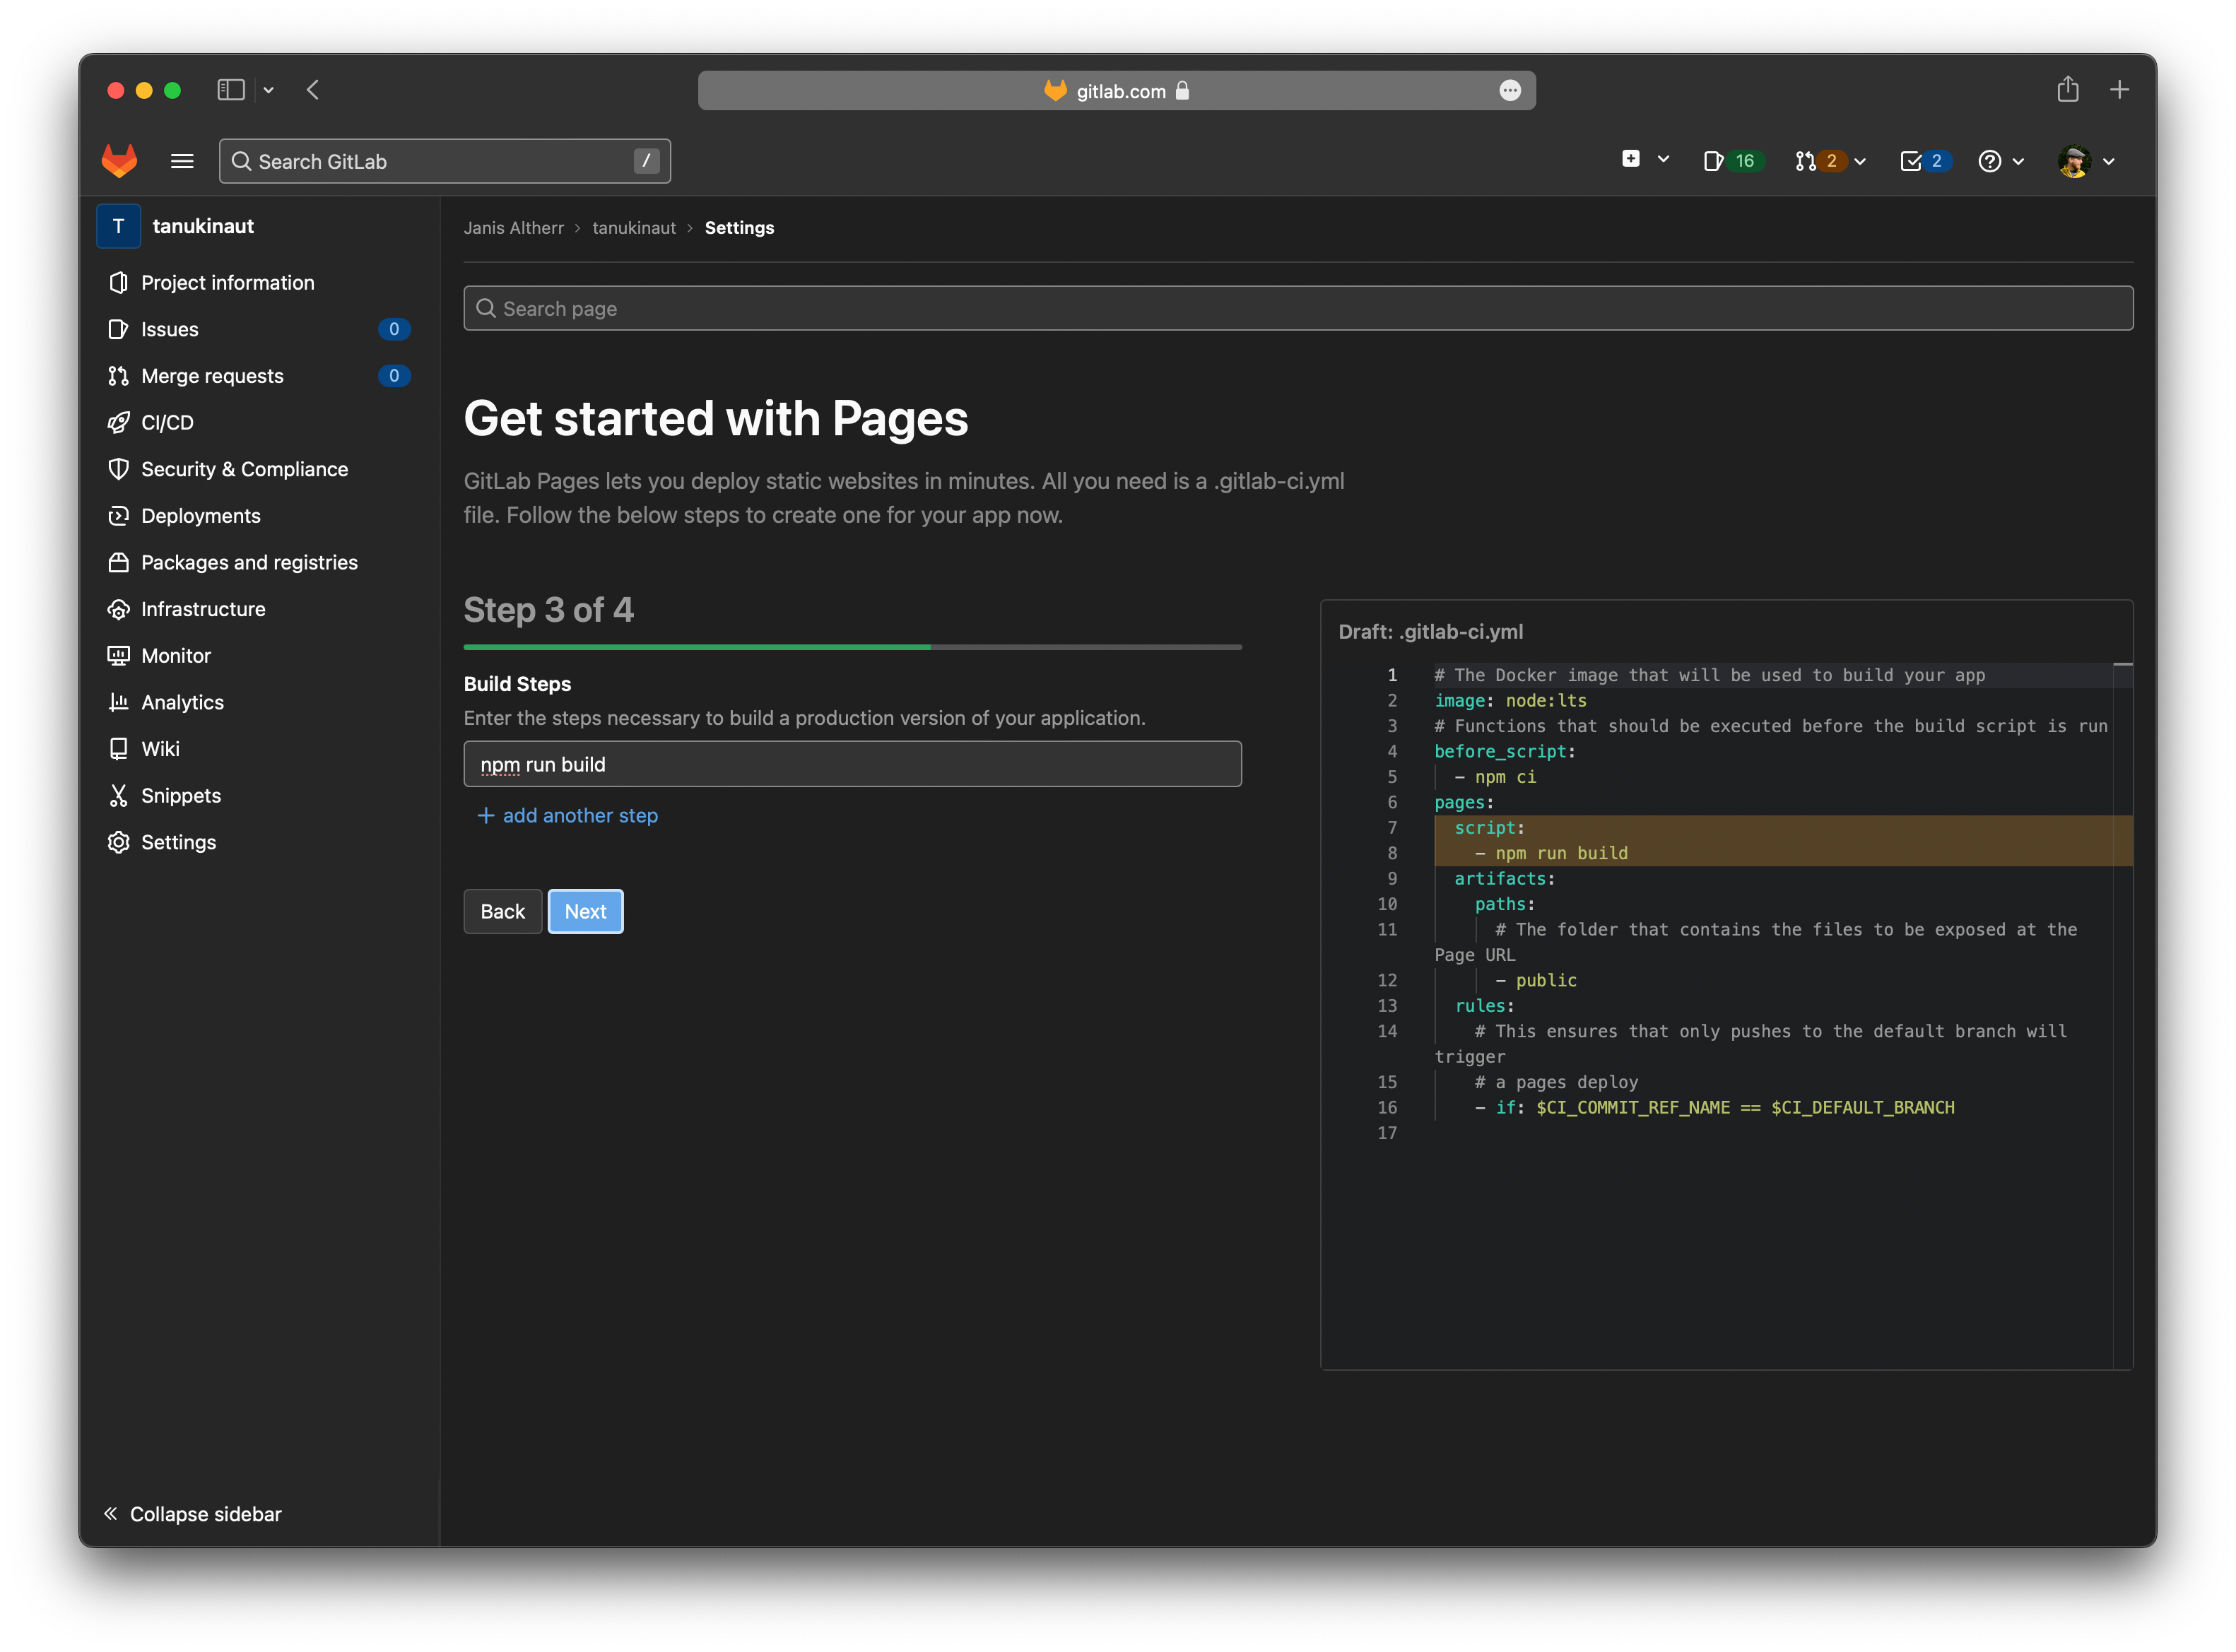 gitlab.com
Search GitLab /
16 2 2
T tanukinaut
Project information
Issues 0
Merge requests 0
CI/CD
Security & Compliance
Deployments
Packages and registries
Infrastructure
Monitor
Analytics
Wiki
Snippets
Settings
Collapse sidebar
Janis Altherr › tanukinaut › Settings
Search page
Get started with Pages
GitLab Pages lets you deploy static websites in minutes. All you need is a .gitlab-ci.yml
file. Follow the below steps to create one for your app now.
Step 3 of 4
Build Steps
Enter the steps necessary to build a production version of your application.
npm run build
+ add another step
Back Next
Draft: .gitlab-ci.yml
1 # The Docker image that will be used to build your app
2 image: node:lts
3 # Functions that should be executed before the build script is run
4 before_script:
5 - npm ci
6 pages:
7 script:
8 - npm run build
9 artifacts:
10 paths:
11 # The folder that contains the files to be exposed at the
Page URL
12 - public
13 rules:
14 # This ensures that only pushes to the default branch will
trigger
15 # a pages deploy
16 - if: $CI_COMMIT_REF_NAME == $CI_DEFAULT_BRANCH
17